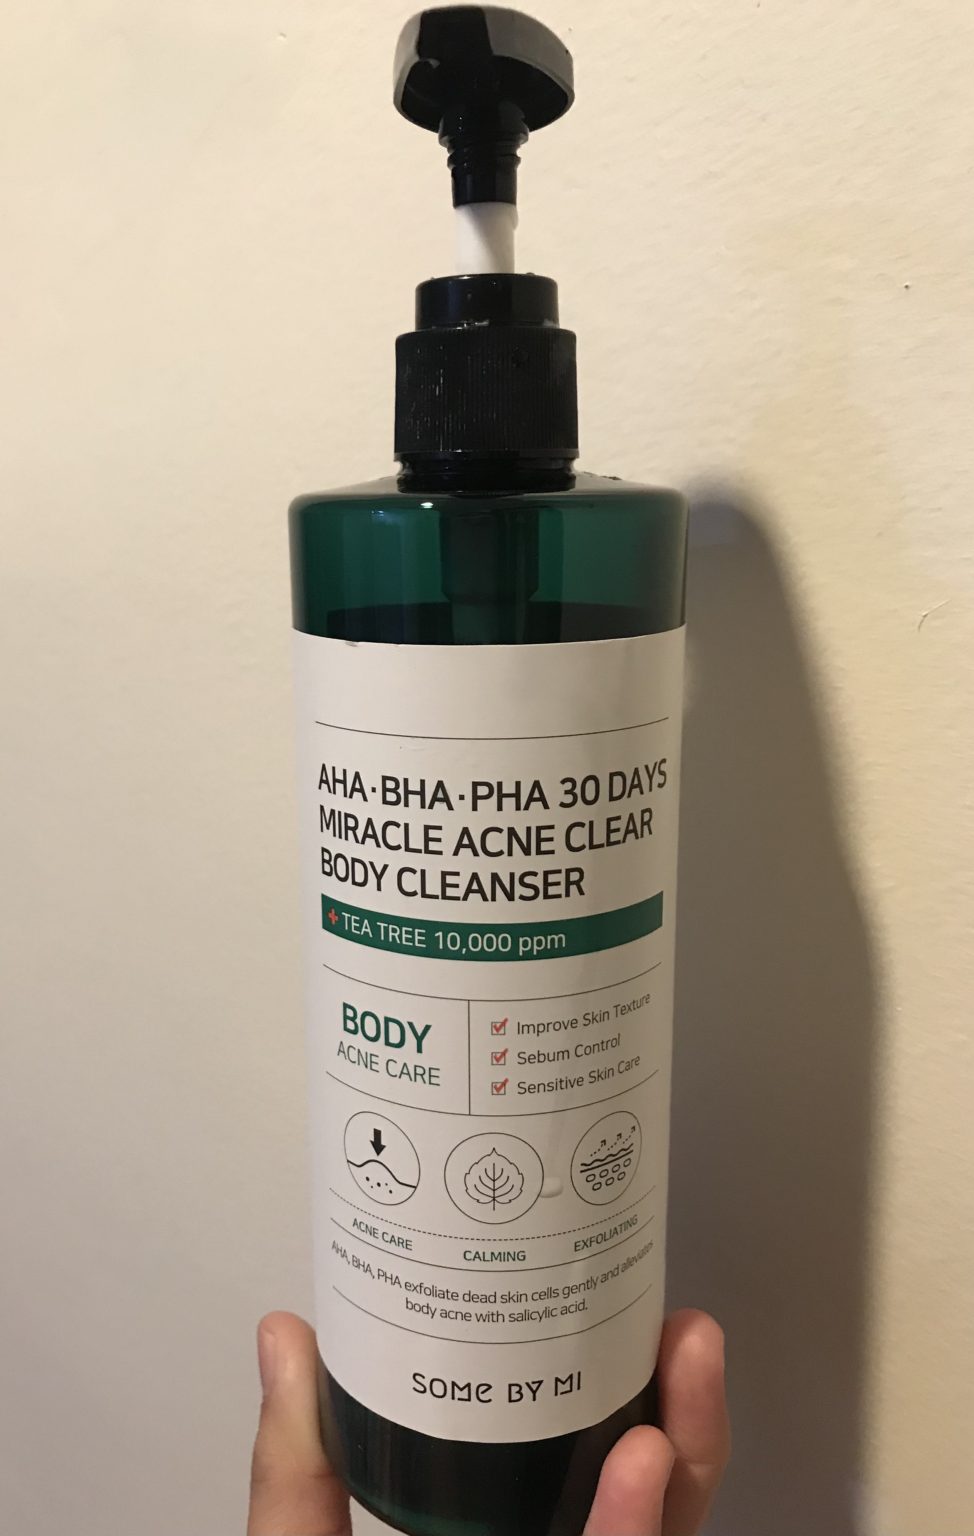 AHA·BHA·PHA 30 DAYS
MIRACLE ACNE CLEAR
BODY CLEANSER
+ TEA TREE 10,000 ppm
BODY
ACNE CARE
Improve Skin Texture
Sebum Control
Sensitive Skin Care
ACNE CARE
CALMING
EXFOLIATING
AHA, BHA, PHA exfoliate dead skin cells gently and alleviates
body acne with salicylic acid.
SOME BY MI